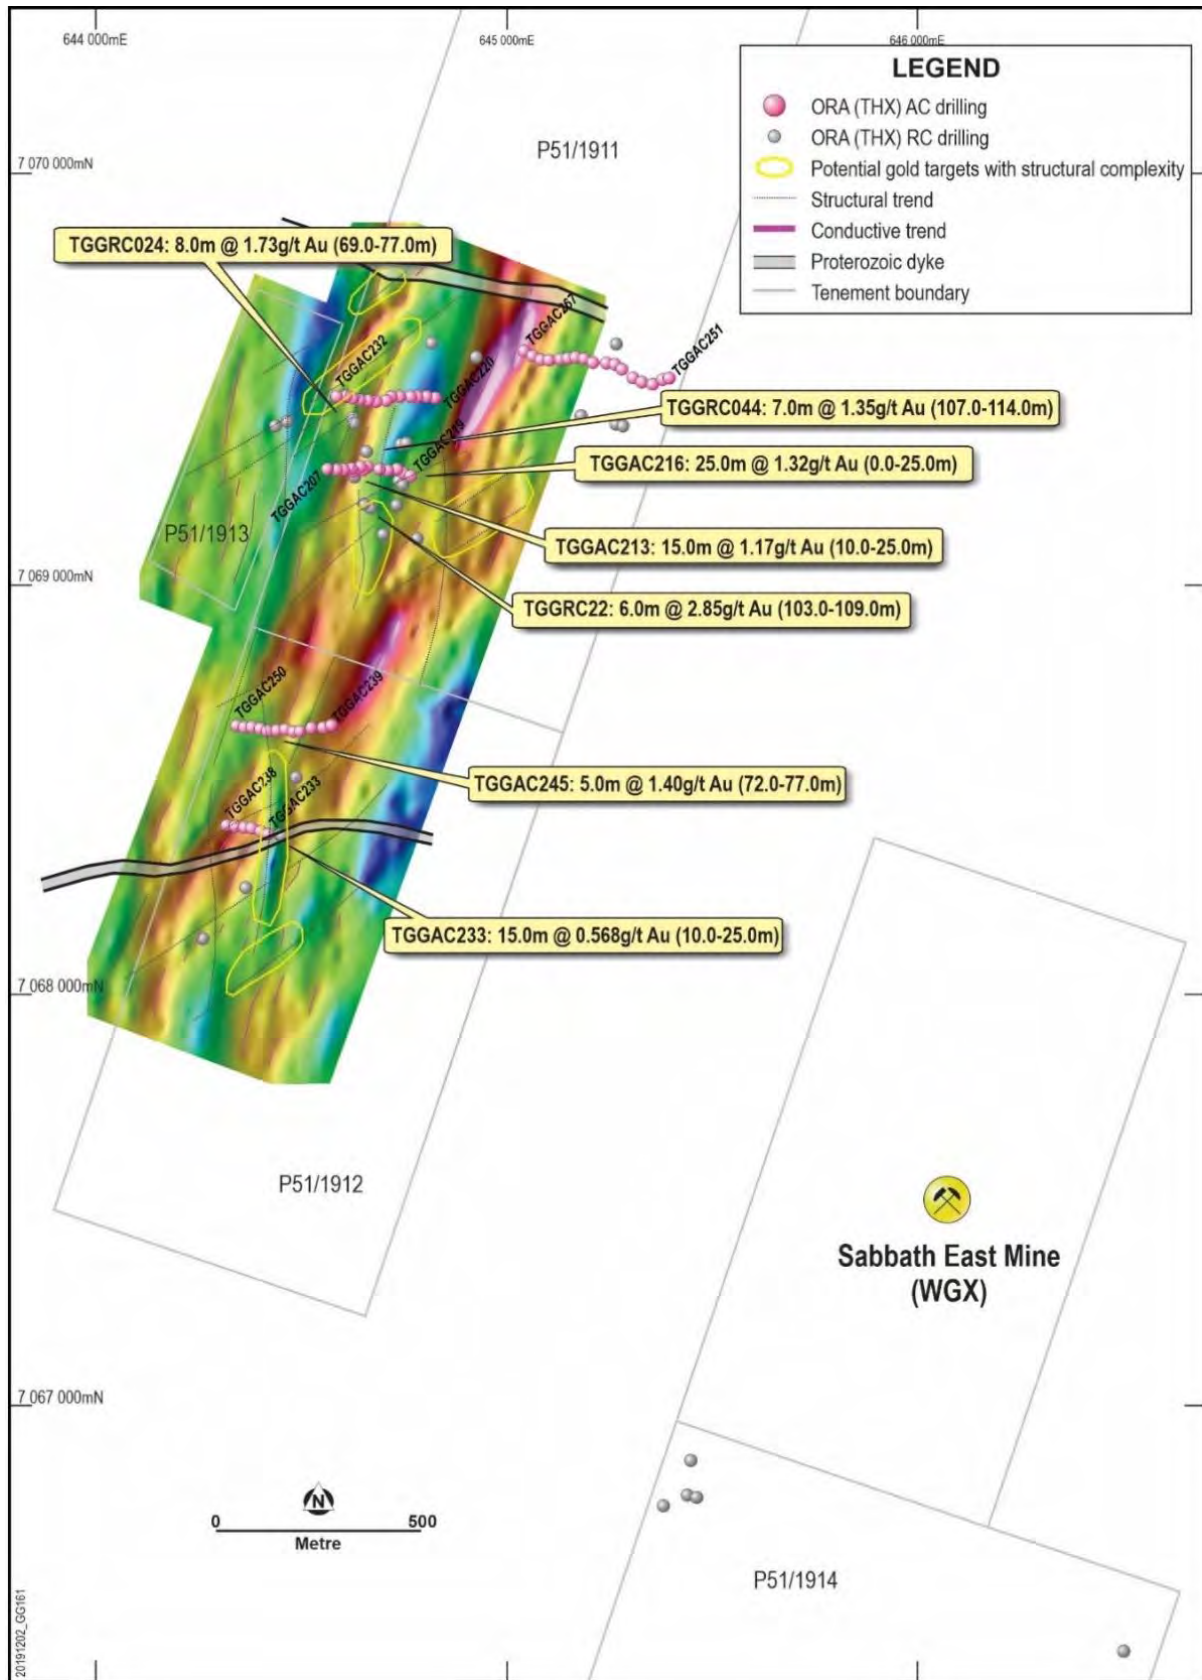 644 000mE
645 000mE
646 000mE
LEGEND
ORA (THX) AC drilling
ORA (THX) RC drilling
Potential gold targets with structural complexity
Structural trend
Conductive trend
Proterozoic dyke
Tenement boundary
P51/1911
7 070 000mN
TGGRC024: 8.0m @ 1.73g/t Au (69.0-77.0m)
TGGAC267
TGGAC251
TGGAC232
TGGAC220
TGGRC044: 7.0m @ 1.35g/t Au (107.0-114.0m)
TGGAC219
TGGAC216: 25.0m @ 1.32g/t Au (0.0-25.0m)
TGGAC207
P51/1913
TGGAC213: 15.0m @ 1.17g/t Au (10.0-25.0m)
7 069 000mN
TGGRC22: 6.0m @ 2.85g/t Au (103.0-109.0m)
TGGAC250
TGGAC239
TGGAC245: 5.0m @ 1.40g/t Au (72.0-77.0m)
TGGAC238
TGGAC233
TGGAC233: 15.0m @ 0.568g/t Au (10.0-25.0m)
7 068 000mN
P51/1912
Sabbath East Mine
(WGX)
7 067 000mN
N
0 500
Metre
P51/1914
20191202_GG161